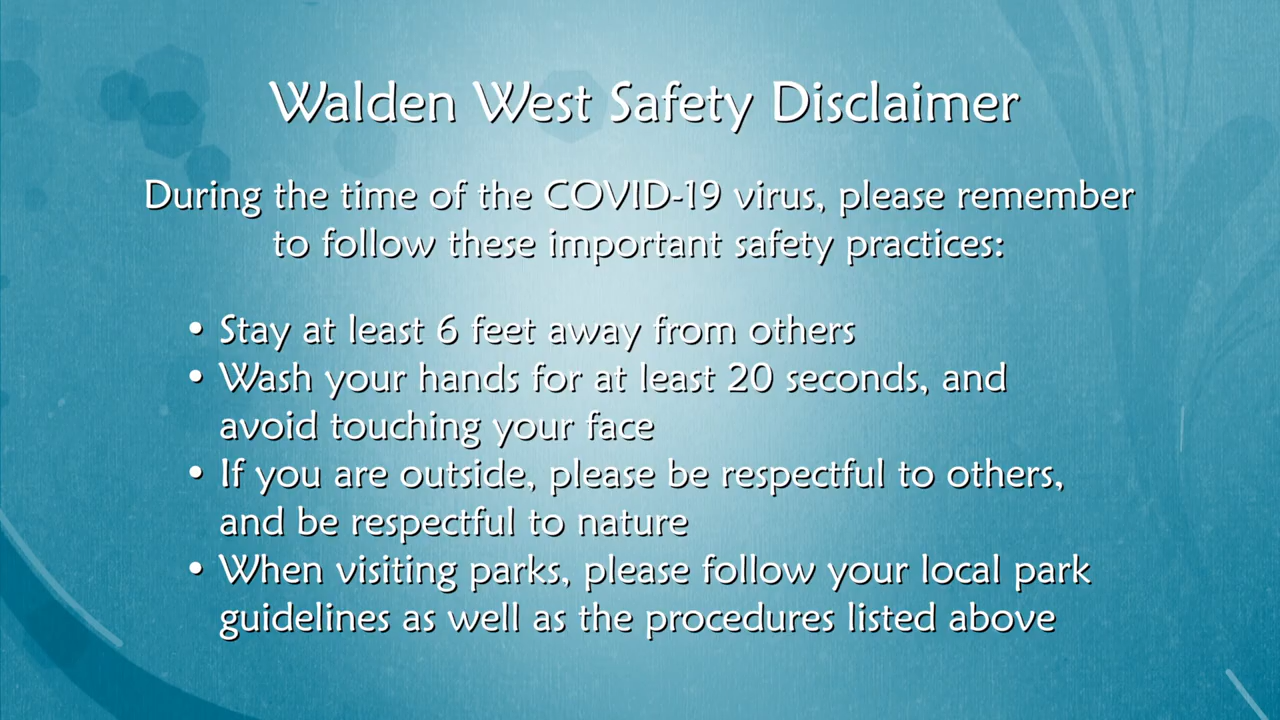 Walden West Safety Disclaimer
During the time of the COVID-19 virus, please remember
to follow these important safety practices:
• Stay at least 6 feet away from others
• Wash your hands for at least 20 seconds, and
avoid touching your face
• If you are outside, please be respectful to others,
and be respectful to nature
• When visiting parks, please follow your local park
guidelines as well as the procedures listed above